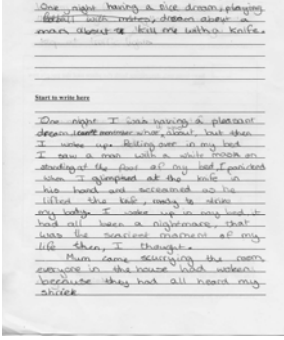 One night having a nice dream, playing
football with mates, dream about a
man about to kill me with a knife.
Start to write here
One night I was having a pleasant
dream what about, but then
I woke up. Rolling over in my bed
I saw a man with a white mask on
standing at the foot of my bed, I panicked
when I glimpsed at the knife in
his hand and screamed as he
lifted the knife, ready to strike
my body. I woke up in my bed it
had all been a nightmare, that
was the scariest moment of my
life then, I thought.
Mum came scurrying the room
everyone in the house had woken
because they had all heard my
shriek